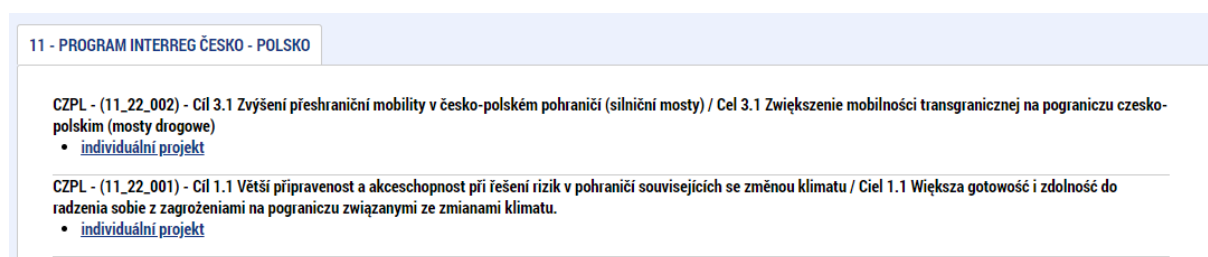 11 - PROGRAM INTERREG ČESKO - POLSKO
CZPL - (11_22_002) - Cíl 3.1 Zvýšení přeshraniční mobility v česko-polském pohraničí (silniční mosty) / Cel 3.1 Zwiększenie mobilności transgranicznej na pograniczu czesko-
polskim (mosty drogowe)
• individuální projekt
CZPL - (11_22_001) - Cíl 1.1 Větší připravenost a akceschopnost při řešení rizik v pohraničí souvisejících se změnou klimatu / Ciel 1.1 Większa gotowość i zdolność do
radzenia sobie z zagrożeniami na pograniczu związanymi ze zmianami klimatu.
• individuální projekt